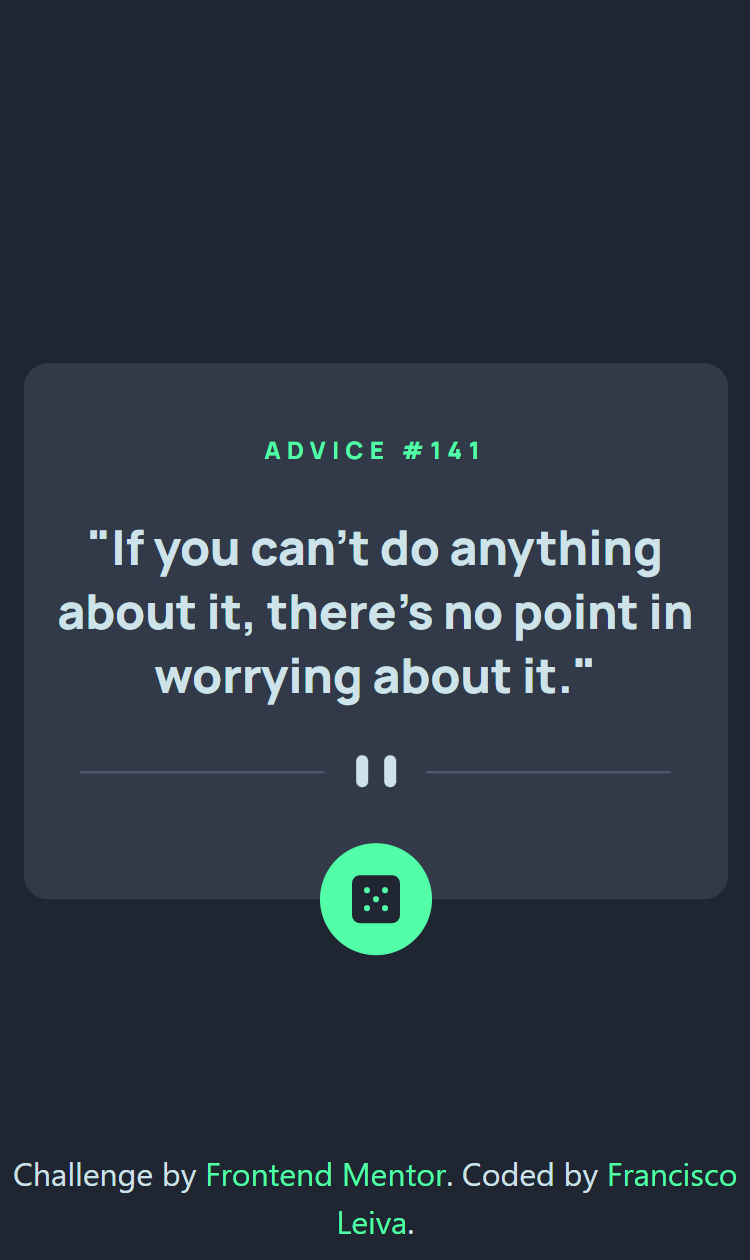 ADVICE #141
"If you can’t do anything
about it, there’s no point in
worrying about it."
Challenge by Frontend Mentor. Coded by Francisco
Leiva.